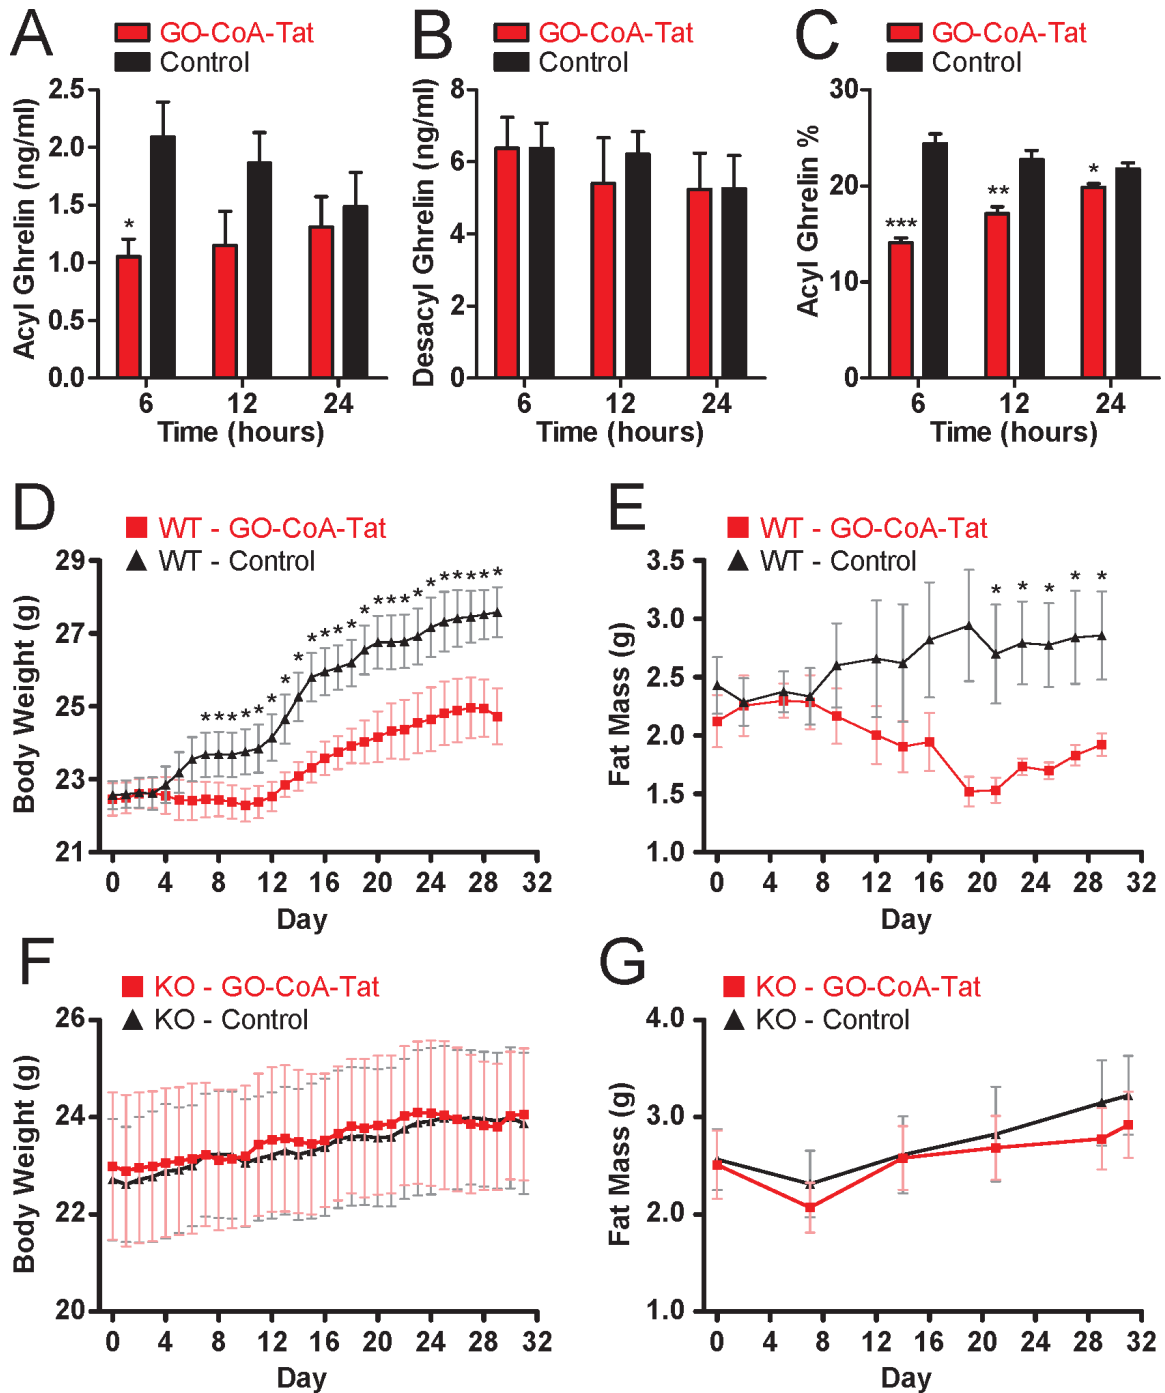 A
GO-CoA-Tat
Control
Acyl Ghrelin (ng/ml)
2.5
2.0
1.5
1.0
0.5
0.0
*
6 12 24
Time (hours)
B
GO-CoA-Tat
Control
Desacyl Ghrelin (ng/ml)
8
6
4
2
0
6 12 24
Time (hours)
C
GO-CoA-Tat
Control
Acyl Ghrelin %
30
20
10
0
***
**
*
6 12 24
Time (hours)
D
WT - GO-CoA-Tat
WT - Control
Body Weight (g)
29
27
25
23
21
* * * * * * * * * * * * * * * * * * * * * * *
0 4 8 12 16 20 24 28 32
Day
E
WT - GO-CoA-Tat
WT - Control
Fat Mass (g)
3.5
3.0
2.5
2.0
1.5
1.0
* * * * *
0 4 8 12 16 20 24 28 32
Day
F
KO - GO-CoA-Tat
KO - Control
Body Weight (g)
26
24
22
20
0 4 8 12 16 20 24 28 32
Day
G
KO - GO-CoA-Tat
KO - Control
Fat Mass (g)
4.0
3.0
2.0
1.0
0 4 8 12 16 20 24 28 32
Day